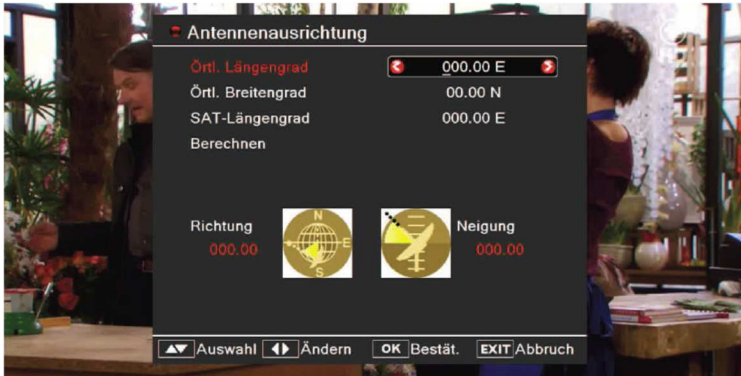 Antennenausrichtung
Örtl. Längengrad 000.00 E
Örtl. Breitengrad 00.00 N
SAT-Längengrad 000.00 E
Berechnen
Richtung
000.00
N
E
S
Neigung
000.00
Auswahl Ändern OK Bestät. EXIT Abbruch